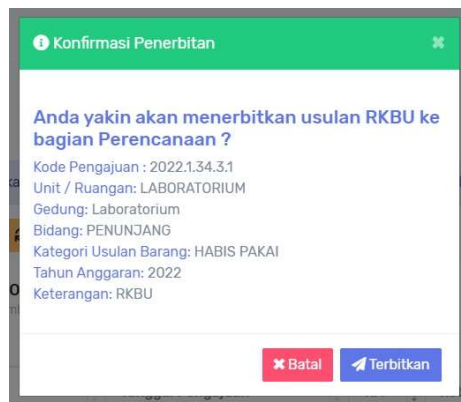 Konfirmasi Penerbitan
Anda yakin akan menerbitkan usulan RKBU ke
bagian Perencanaan ?
Kode Pengajuan : 2022.1.34.3.1
Unit / Ruangan: LABORATORIUM
Gedung: Laboratorium
Bidang: PENUNJANG
Kategori Usulan Barang: HABIS PAKAI
Tahun Anggaran: 2022
Keterangan: RKBU
Batal Terbitkan